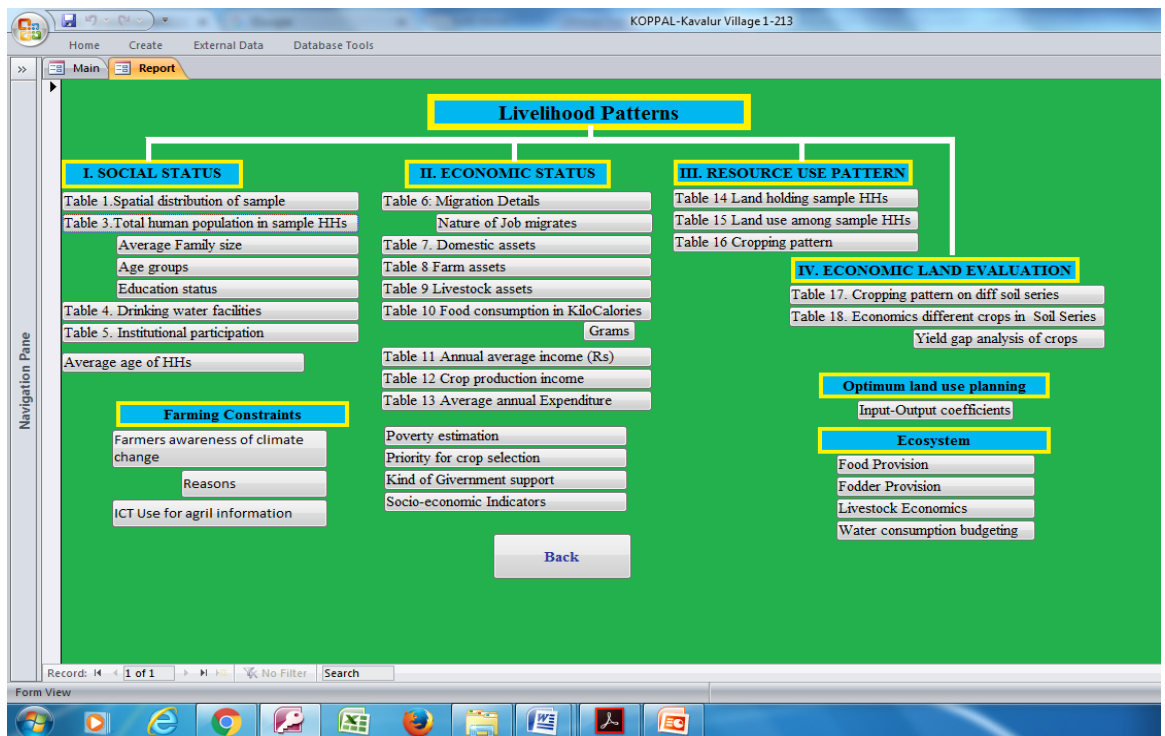 KOPPAL-Kavalur Village 1-213
Home Create External Data Database Tools
Main Report
Livelihood Patterns
I. SOCIAL STATUS
Table 1.Spatial distribution of sample
Table 3.Total human population in sample HHs
Average Family size
Age groups
Education status
Table 4. Drinking water facilities
Table 5. Institutional participation
Average age of HHs
Farming Constraints
Farmers awareness of climate
change
Reasons
ICT Use for agril information
II. ECONOMIC STATUS
Table 6: Migration Details
Nature of Job migrates
Table 7. Domestic assets
Table 8 Farm assets
Table 9 Livestock assets
Table 10 Food consumption in KiloCalories
Grams
Table 11 Annual average income (Rs)
Table 12 Crop production income
Table 13 Average annual Expenditure
Poverty estimation
Priority for crop selection
Kind of Givernment support
Socio-economic Indicators
Back
III. RESOURCE USE PATTERN
Table 14 Land holding sample HHs
Table 15 Land use among sample HHs
Table 16 Cropping pattern
IV. ECONOMIC LAND EVALUATION
Table 17. Cropping pattern on diff soil series
Table 18. Economics different crops in Soil Series
Yield gap analysis of crops
Optimum land use planning
Input-Output coefficients
Ecosystem
Food Provision
Fodder Provision
Livestock Economics
Water consumption budgeting
Navigation Pane
Record: 1 of 1 No Filter Search
Form View